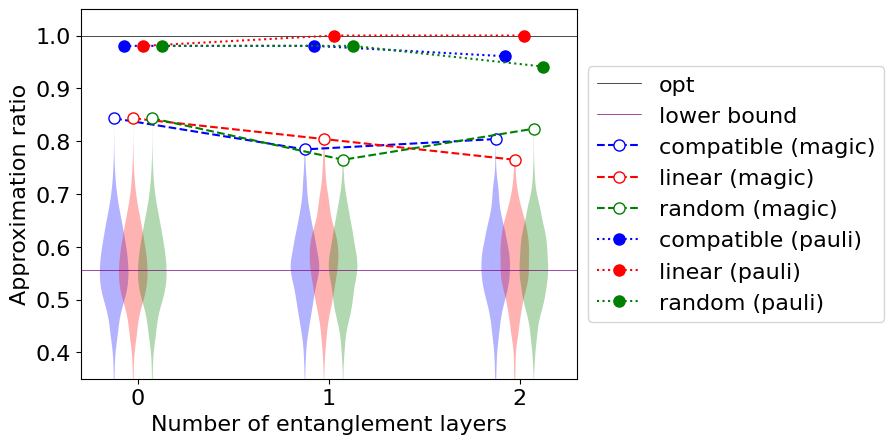 1.0
0.9
0.8
0.7
0.6
0.5
0.4
Approximation ratio
0 1 2
Number of entanglement layers
opt
lower bound
compatible (magic)
linear (magic)
random (magic)
compatible (pauli)
linear (pauli)
random (pauli)